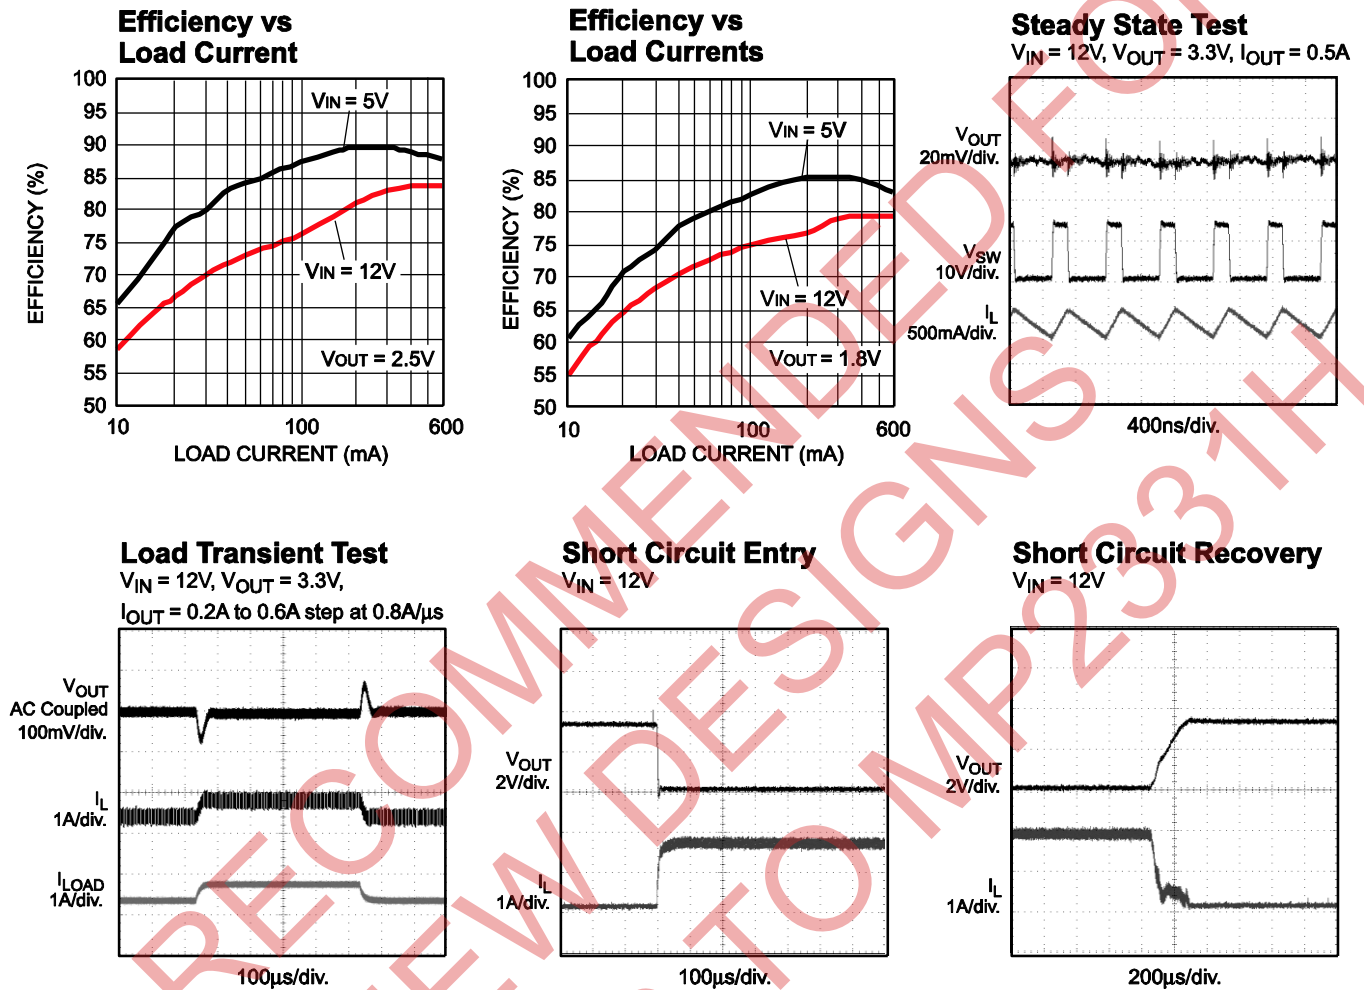 Efficiency vs
Load Current
100
95
90
85
80
75
70
65
60
55
50
EFFICIENCY (%)
VIN = 5V
VIN = 12V
VOUT = 2.5V
10
100
600
LOAD CURRENT (mA)
Efficiency vs
Load Currents
100
95
90
85
80
75
70
65
60
55
50
EFFICIENCY (%)
VIN = 5V
VIN = 12V
VOUT = 1.8V
10
100
600
LOAD CURRENT (mA)
Steady State Test
VIN = 12V, VOUT = 3.3V, IOUT = 0.5A
VOUT
20mV/div.
VSW
10V/div.
IL
500mA/div.
400ns/div.
Load Transient Test
VIN = 12V, VOUT = 3.3V,
IOUT = 0.2A to 0.6A step at 0.8A/µs
VOUT
AC Coupled
100mV/div.
IL
1A/div.
ILOAD
1A/div.
100µs/div.
Short Circuit Entry
VIN = 12V
VOUT
2V/div.
IL
1A/div.
100µs/div.
Short Circuit Recovery
VIN = 12V
VOUT
2V/div.
IL
1A/div.
200µs/div.
RECOMMENDED FO
EW DESIGNS
TO MP2331H